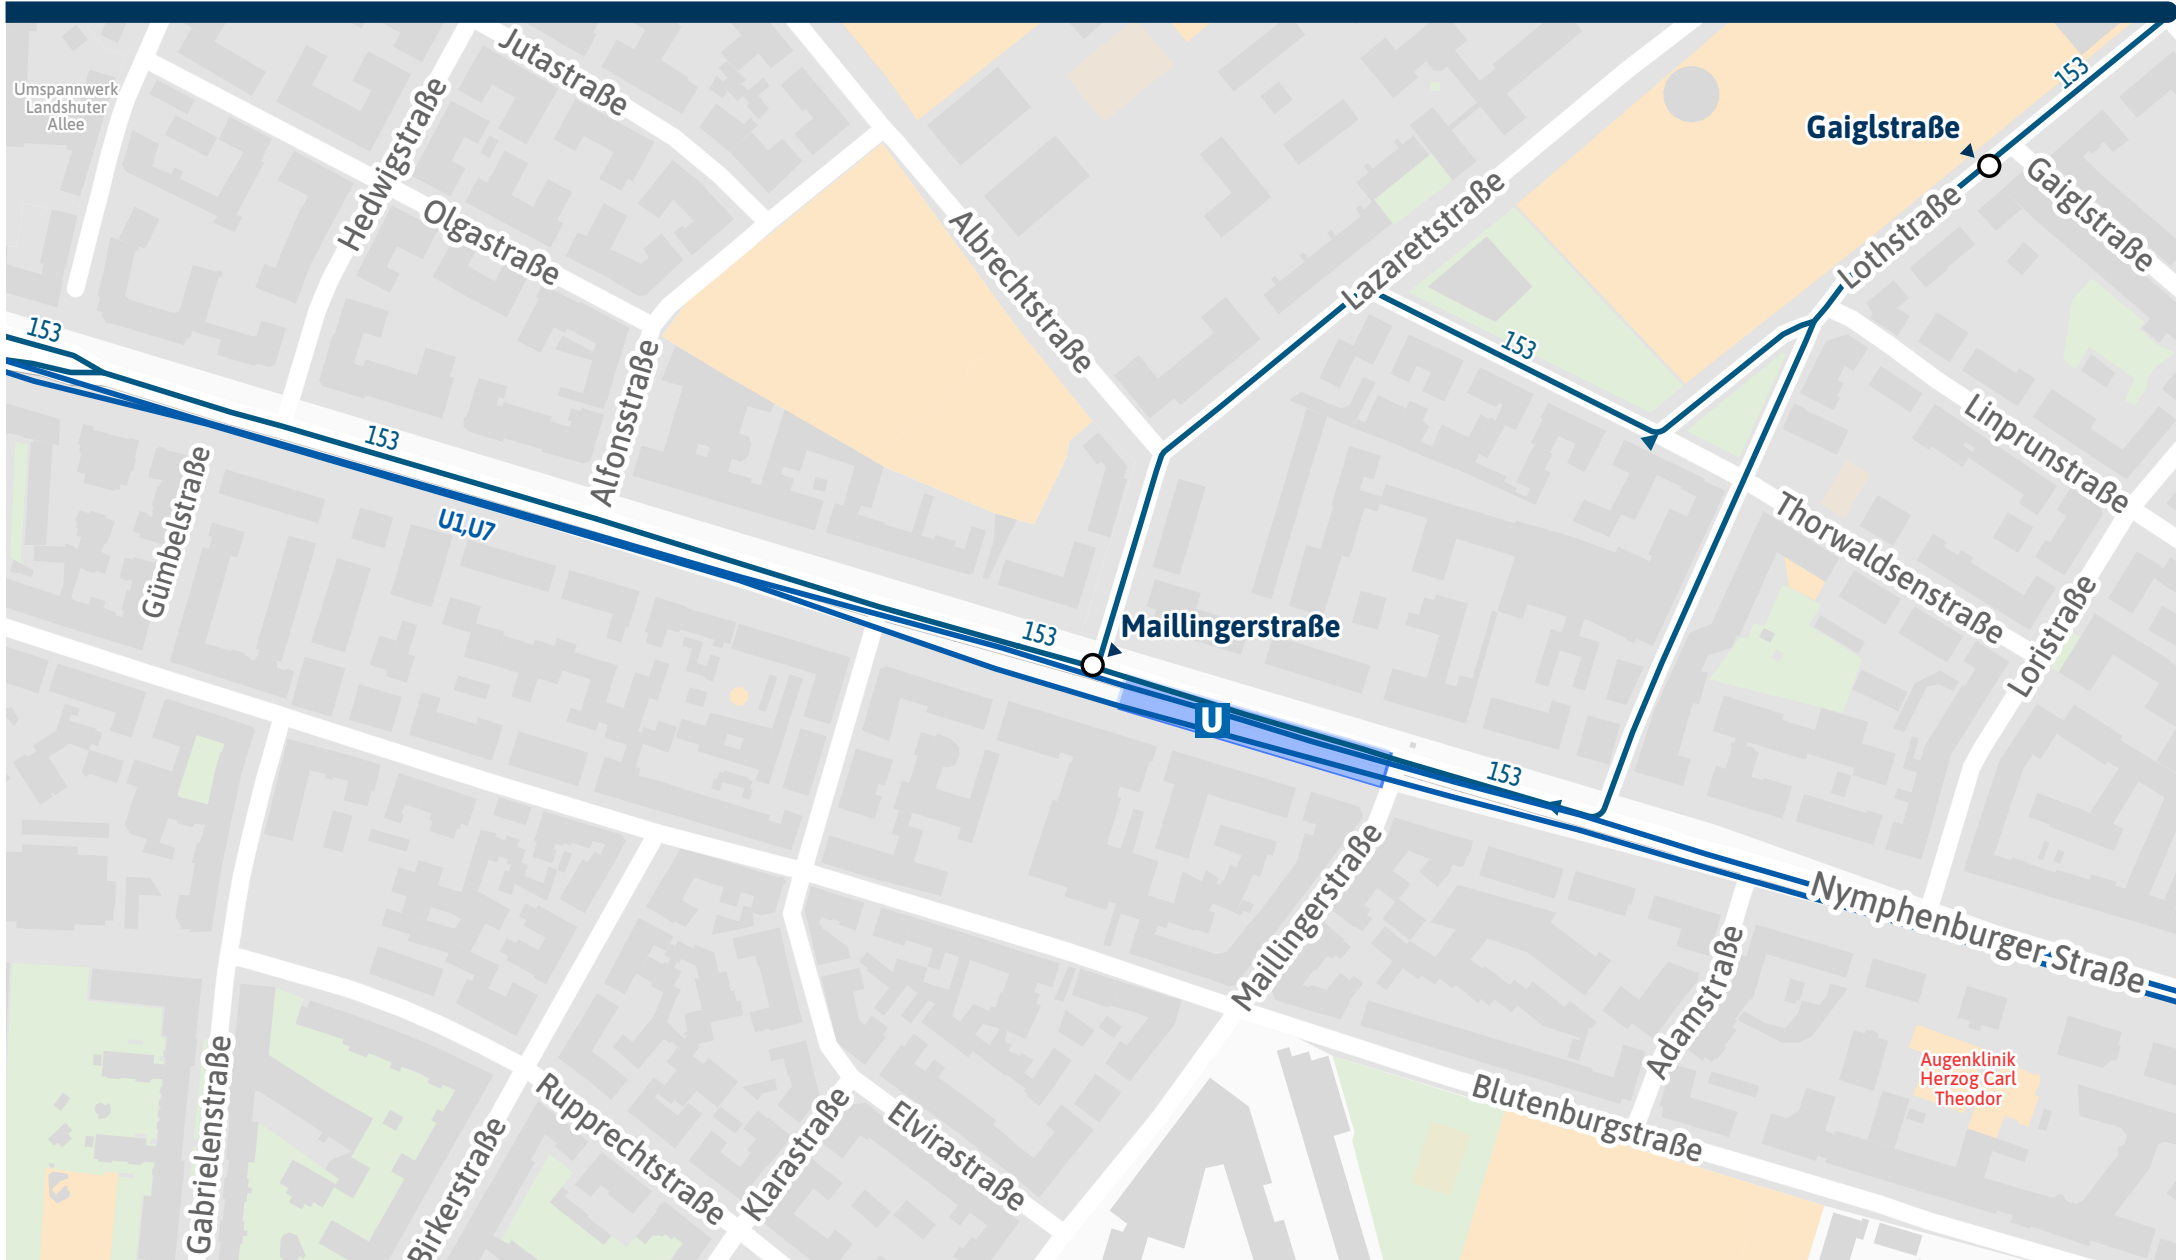 Jutastraße
Umspannwerk
Landshuter
Allee
153
Gaiglstraße
Hedwigstraße
Olgastraße
Albrechtstraße
Lazarettstraße
Gaiglstraße
Lothstraße
153
153
153
Alfonsstraße
Linprunstraße
Gümbelstraße
U1,U7
Thorwaldsenstraße
153
Maillingerstraße
Loristraße
U
153
Maillingerstraße
Nymphenburger Straße
Adamstraße
Augenklinik
Herzog Carl
Theodor
Blutenburgstraße
Gabrielenstraße
Birkerstraße
Rupprechtstraße
Klarastraße
Elvirastraße